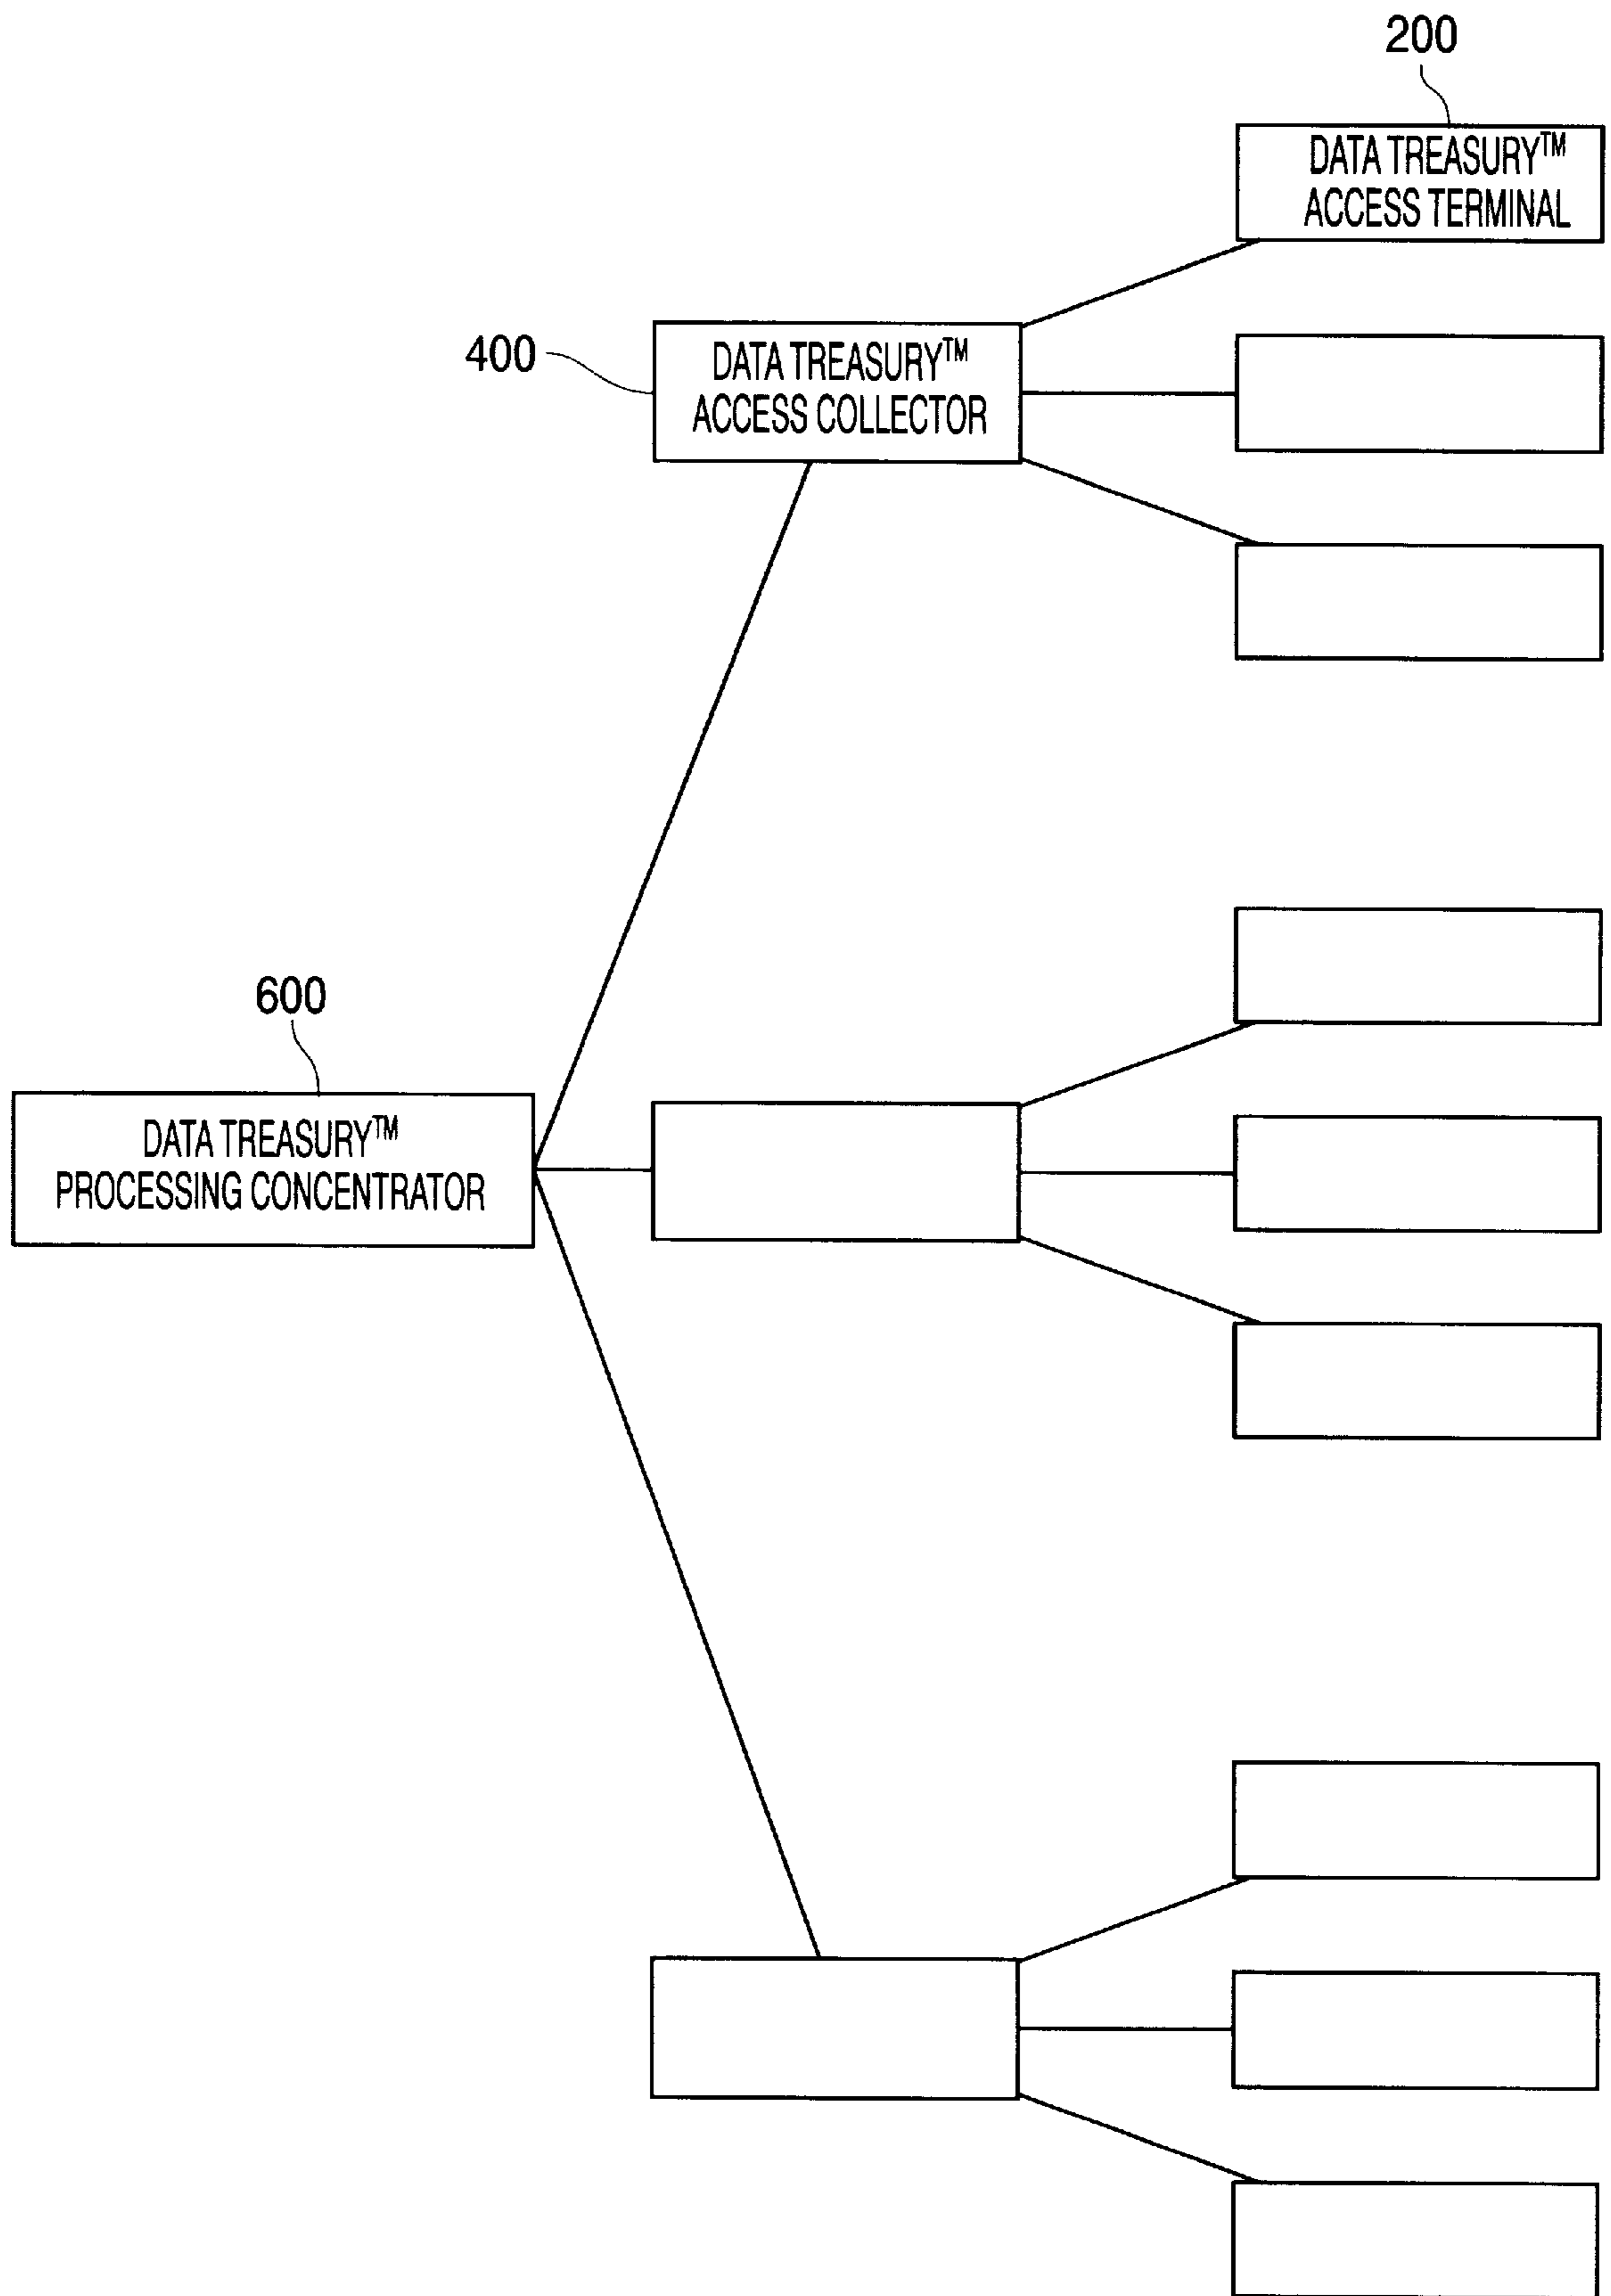 200
DATA TREASURY™
ACCESS TERMINAL
400
DATA TREASURY™
ACCESS COLLECTOR
600
DATA TREASURY™
PROCESSING CONCENTRATOR